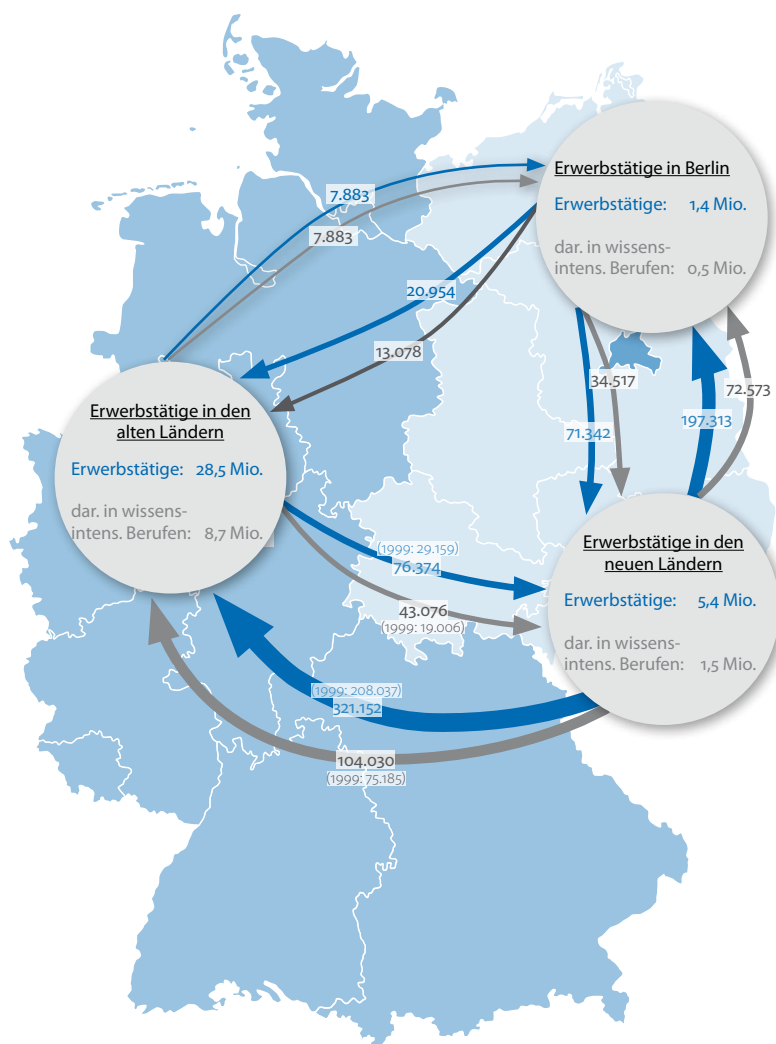 Erwerbstätige in Berlin
Erwerbstätige: 1,4 Mio.
dar. in wissens-
intens. Berufen: 0,5 Mio.
7.883
7.883
20.954
13.078
34.517
72.573
197.313
71.342
Erwerbstätige in den
alten Ländern
Erwerbstätige: 28,5 Mio.
dar. in wissens-
intens. Berufen: 8,7 Mio.
(1999: 29.159)
76.374
43.076
(1999: 19.006)
Erwerbstätige in den
neuen Ländern
Erwerbstätige: 5,4 Mio.
dar. in wissens-
intens. Berufen: 1,5 Mio.
(1999: 208.037)
321.152
104.030
(1999: 75.185)